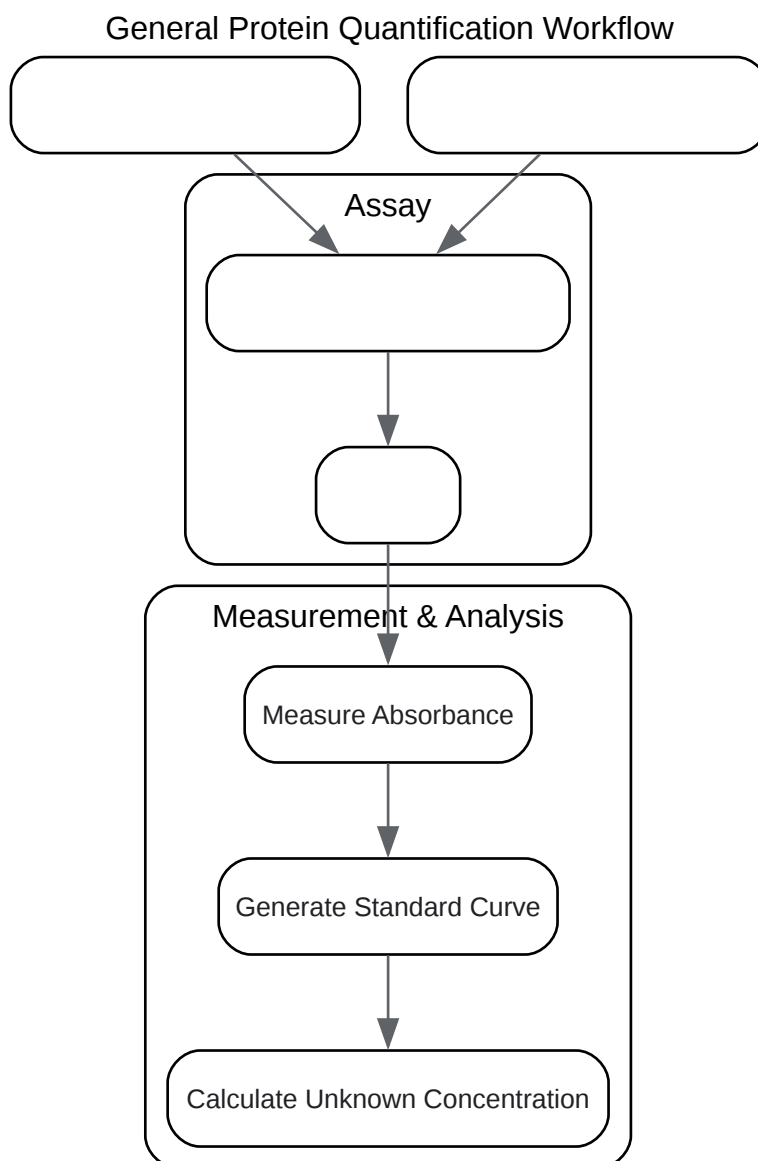 General Protein Quantification Workflow
Assay
Measurement & Analysis
Measure Absorbance
Generate Standard Curve
Calculate Unknown Concentration